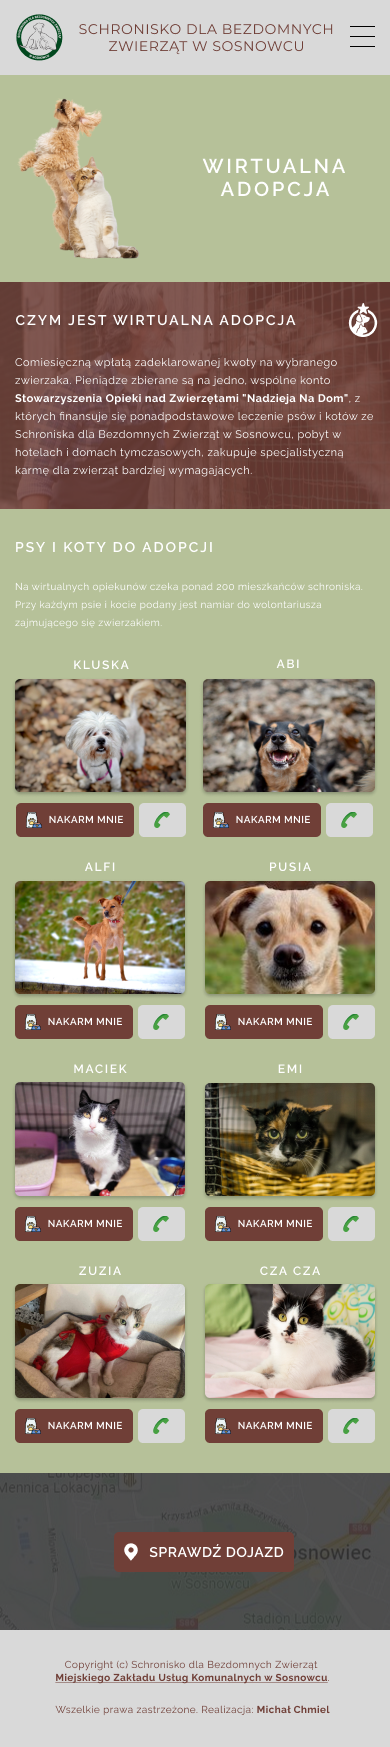 SCHRONISKO DLA BEZDOMNYCH
ZWIERZĄT W SOSNOWCU
WIRTUALNA
ADOPCJA
CZYM JEST WIRTUALNA ADOPCJA
Comiesięczną wpłatą zadeklarowanej kwoty na wybranego
zwierzaka. Pieniądze zbierane są na jedno, wspólne konto
Stowarzyszenia Opieki nad Zwierzętami "Nadzieja Na Dom", z
których finansuje się ponadpodstawowe leczenie psów i kotów ze
Schroniska dla Bezdomnych Zwierząt w Sosnowcu, pobyt w
hotelach i domach tymczasowych, zakupuje specjalistyczną
karmę dla zwierząt bardziej wymagających.
PSY I KOTY DO ADOPCJI
Na wirtualnych opiekunów czeka ponad 200 mieszkańców schroniska.
Przy każdym psie i kocie podany jest namiar do wolontariusza
zajmującego się zwierzakiem.
KLUSKA
ABI
NAKARM MNIE
NAKARM MNIE
ALFI
PUSIA
NAKARM MNIE
NAKARM MNIE
MACIEK
EMI
NAKARM MNIE
NAKARM MNIE
ZUZIA
CZA CZA
NAKARM MNIE
NAKARM MNIE
Mennica Lokacyjna
SPRAWDŹ DOJAZD
osnowiec
w Sosnowcu
Stadion Ludowy
Copyright (c) Schronisko dla Bezdomnych Zwierząt
Miejskiego Zakładu Usług Komunalnych w Sosnowcu.
Wszelkie prawa zastrzeżone. Realizacja: Michał Chmiel